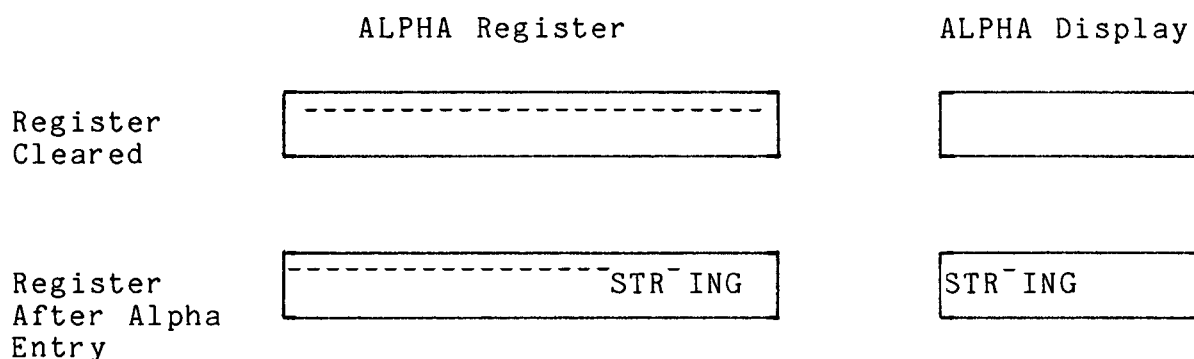 ALPHA Register ALPHA Display
Register
Cleared
‾‾‾‾‾‾‾‾‾‾‾‾‾‾‾‾‾‾‾‾‾‾‾‾
Register
After Alpha
Entry
‾‾‾‾‾‾‾‾‾‾‾‾‾‾‾‾‾STR‾ING STR‾ING